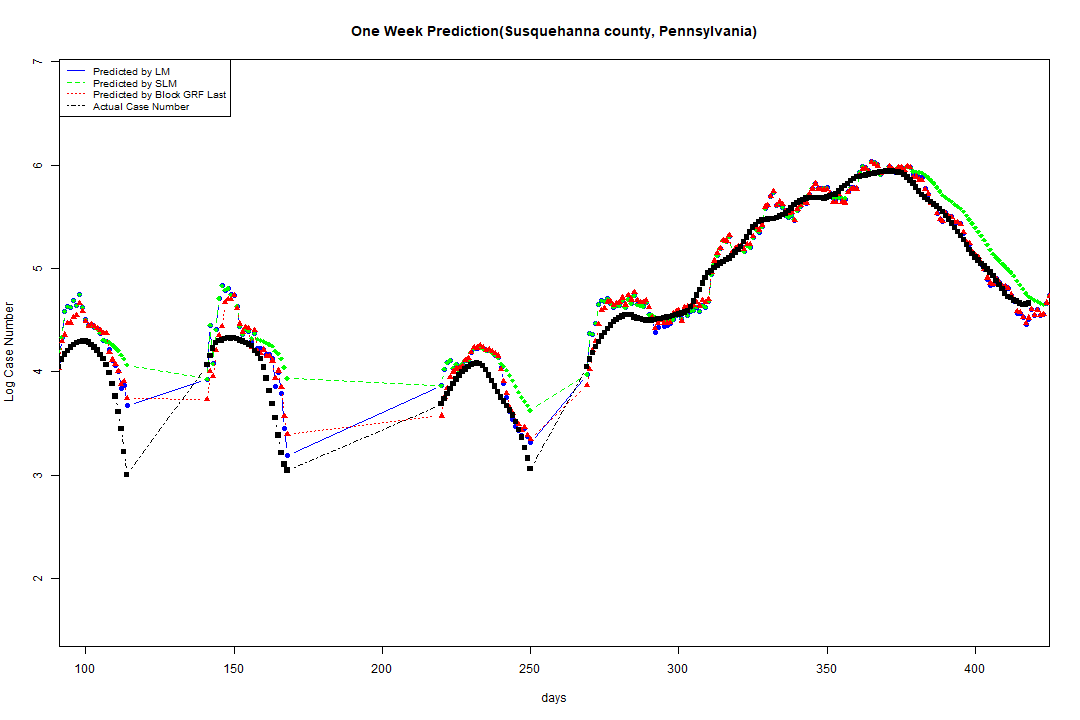 One Week Prediction(Susquehanna county, Pennsylvania)
Predicted by LM
Predicted by SLM
Predicted by Block GRF Last
Actual Case Number
Log Case Number
7
6
5
4
3
2
100 150 200 250 300 350 400
days